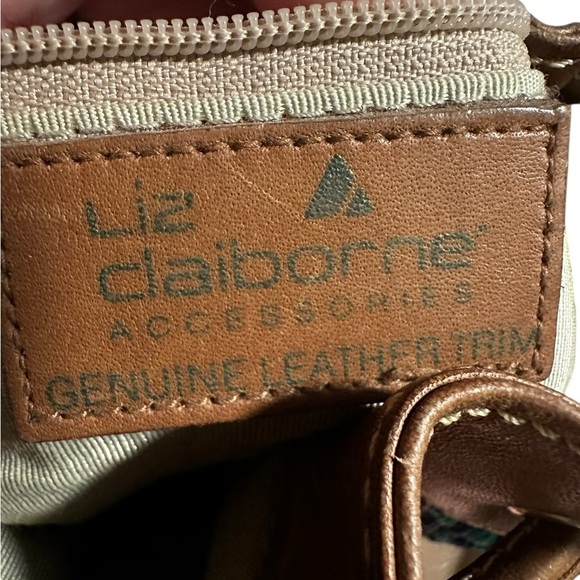 Liz
claiborne
ACCESSORIES
GENUINE LEATHER TRIM